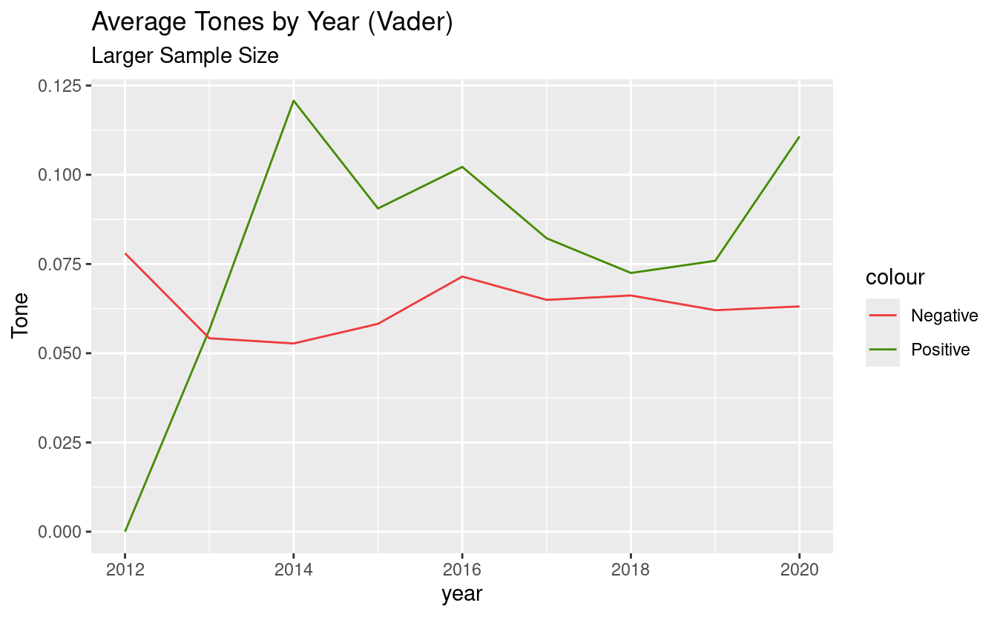 Average Tones by Year (Vader)
Larger Sample Size
0.125
0.100
0.075
0.050
0.025
0.000
Tone
2012 2014 2016 2018 2020
year
colour
Negative
Positive